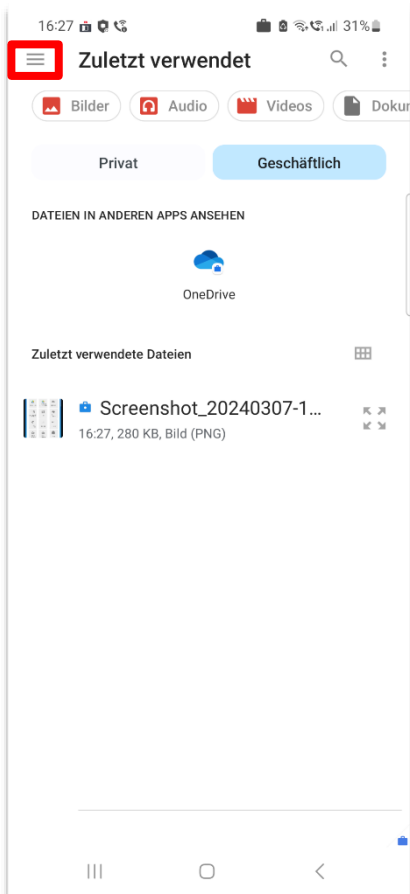 16:27 31%
Zuletzt verwendet
Bilder Audio Videos Dokur
Privat Geschäftlich
DATEIEN IN ANDEREN APPS ANSEHEN
OneDrive
Zuletzt verwendete Dateien
Screenshot_20240307-1...
16:27, 280 KB, Bild (PNG)